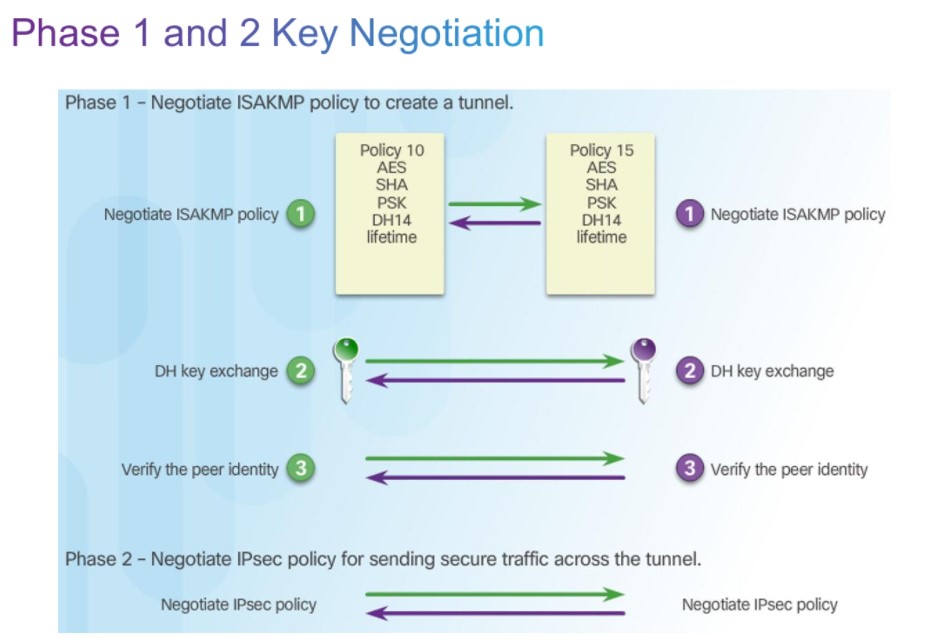 Phase 1 and 2 Key Negotiation
Phase 1 – Negotiate ISAKMP policy to create a tunnel.
Policy 10
AES
SHA
PSK
DH14
lifetime
Policy 15
AES
SHA
PSK
DH14
lifetime
Negotiate ISAKMP policy 1
1 Negotiate ISAKMP policy
DH key exchange 2
2 DH key exchange
Verify the peer identity 3
3 Verify the peer identity
Phase 2 – Negotiate IPsec policy for sending secure traffic across the tunnel.
Negotiate IPsec policy
Negotiate IPsec policy